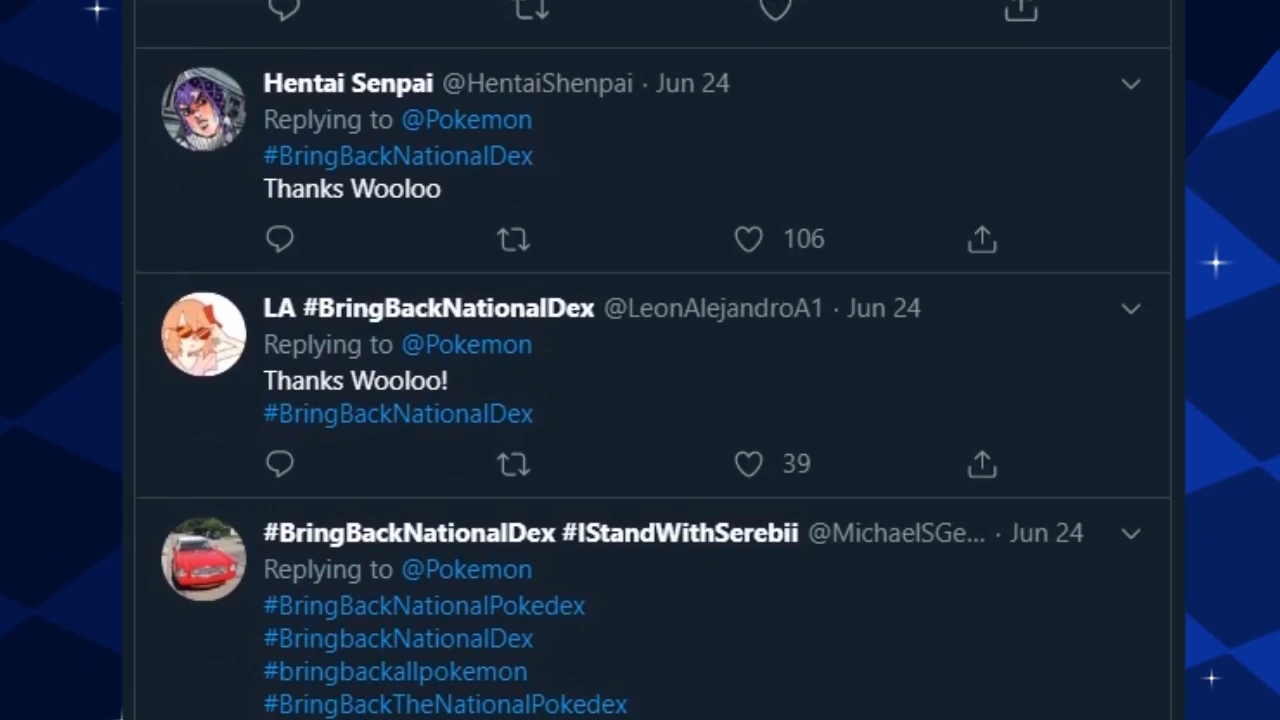 Hentai Senpai @HentaiShenpai · Jun 24
Replying to @Pokemon
#BringBackNationalDex
Thanks Wooloo
106
LA #BringBackNationalDex @LeonAlejandroA1 · Jun 24
Replying to @Pokemon
Thanks Wooloo!
#BringBackNationalDex
39
#BringBackNationalDex #IStandWithSerebii @MichaelSGe... · Jun 24
Replying to @Pokemon
#BringBackNationalPokedex
#BringbackNationalDex
#bringbackallpokemon
#BringBackTheNationalPokedex